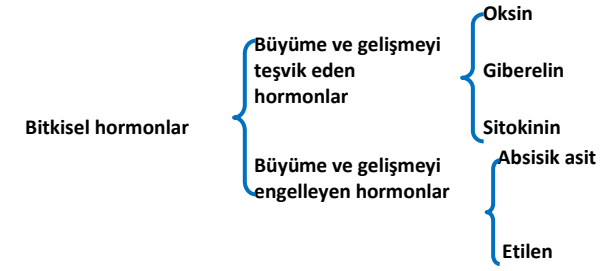 Bitkisel hormonlar
Büyüme ve gelişmeyi
teşvik eden
hormonlar
Oksin
Giberelin
Sitokinin
Büyüme ve gelişmeyi
engelleyen hormonlar
Absisik asit
Etilen